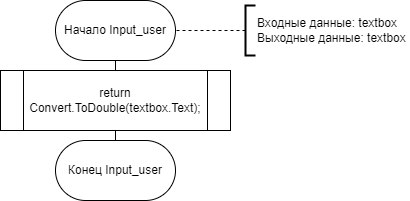 Начало Input_user
Входные данные: textbox
Выходные данные: textbox
return
Convert.ToDouble(textbox.Text);
Конец Input_user